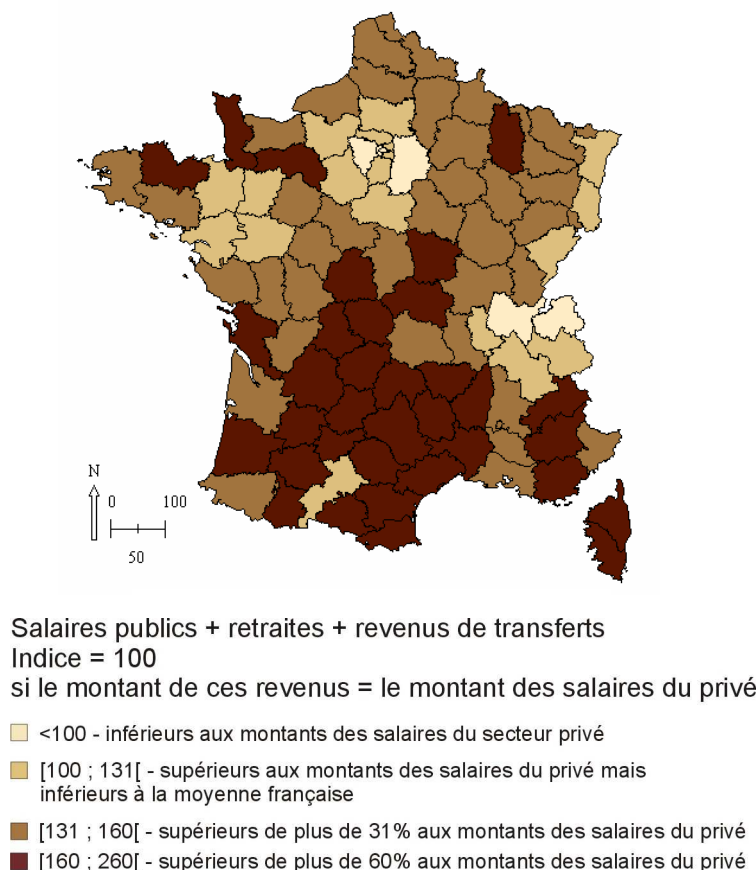 N
0 100
50
Salaires publics + retraites + revenus de transferts
Indice = 100
si le montant de ces revenus = le montant des salaires du privé
<100 - inférieurs aux montants des salaires du secteur privé
[100 ; 131[ - supérieurs aux montants des salaires du privé mais
inférieurs à la moyenne française
[131 ; 160[ - supérieurs de plus de 31% aux montants des salaires du privé
[160 ; 260[ - supérieurs de plus de 60% aux montants des salaires du privé